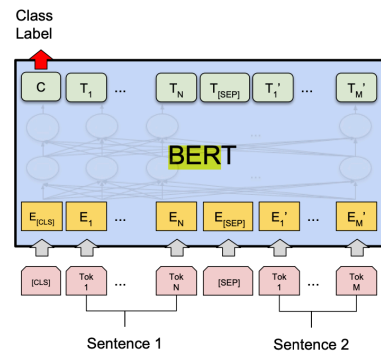 Class
Label
C T1 ... TN T[SEP] T1' ... TM'
...
...
BERT
E[CLS] E1 ... EN E[SEP] E1' ... EM'
[CLS] Tok 1 ... Tok N [SEP] Tok 1 ... Tok M
Sentence 1 Sentence 2